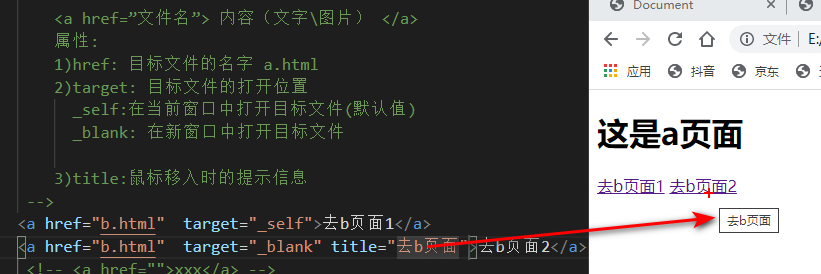 <a href=”文件名”> 内容（文字\图片） </a>
属性:
1)href: 目标文件的名字 a.html
2)target: 目标文件的打开位置
_self:在当前窗口中打开目标文件(默认值)
_blank: 在新窗口中打开目标文件
3)title:鼠标移入时的提示信息
-->
<a href="b.html"  target="_self">去b页面1</a>
<a href="b.html"  target="_blank" title="去b页面">去b页面2</a>
<!-- <a href="">xxx</a> -->
Document
文件 | E:/
应用 抖音 京东
这是a页面
去b页面1 去b页面2
去b页面